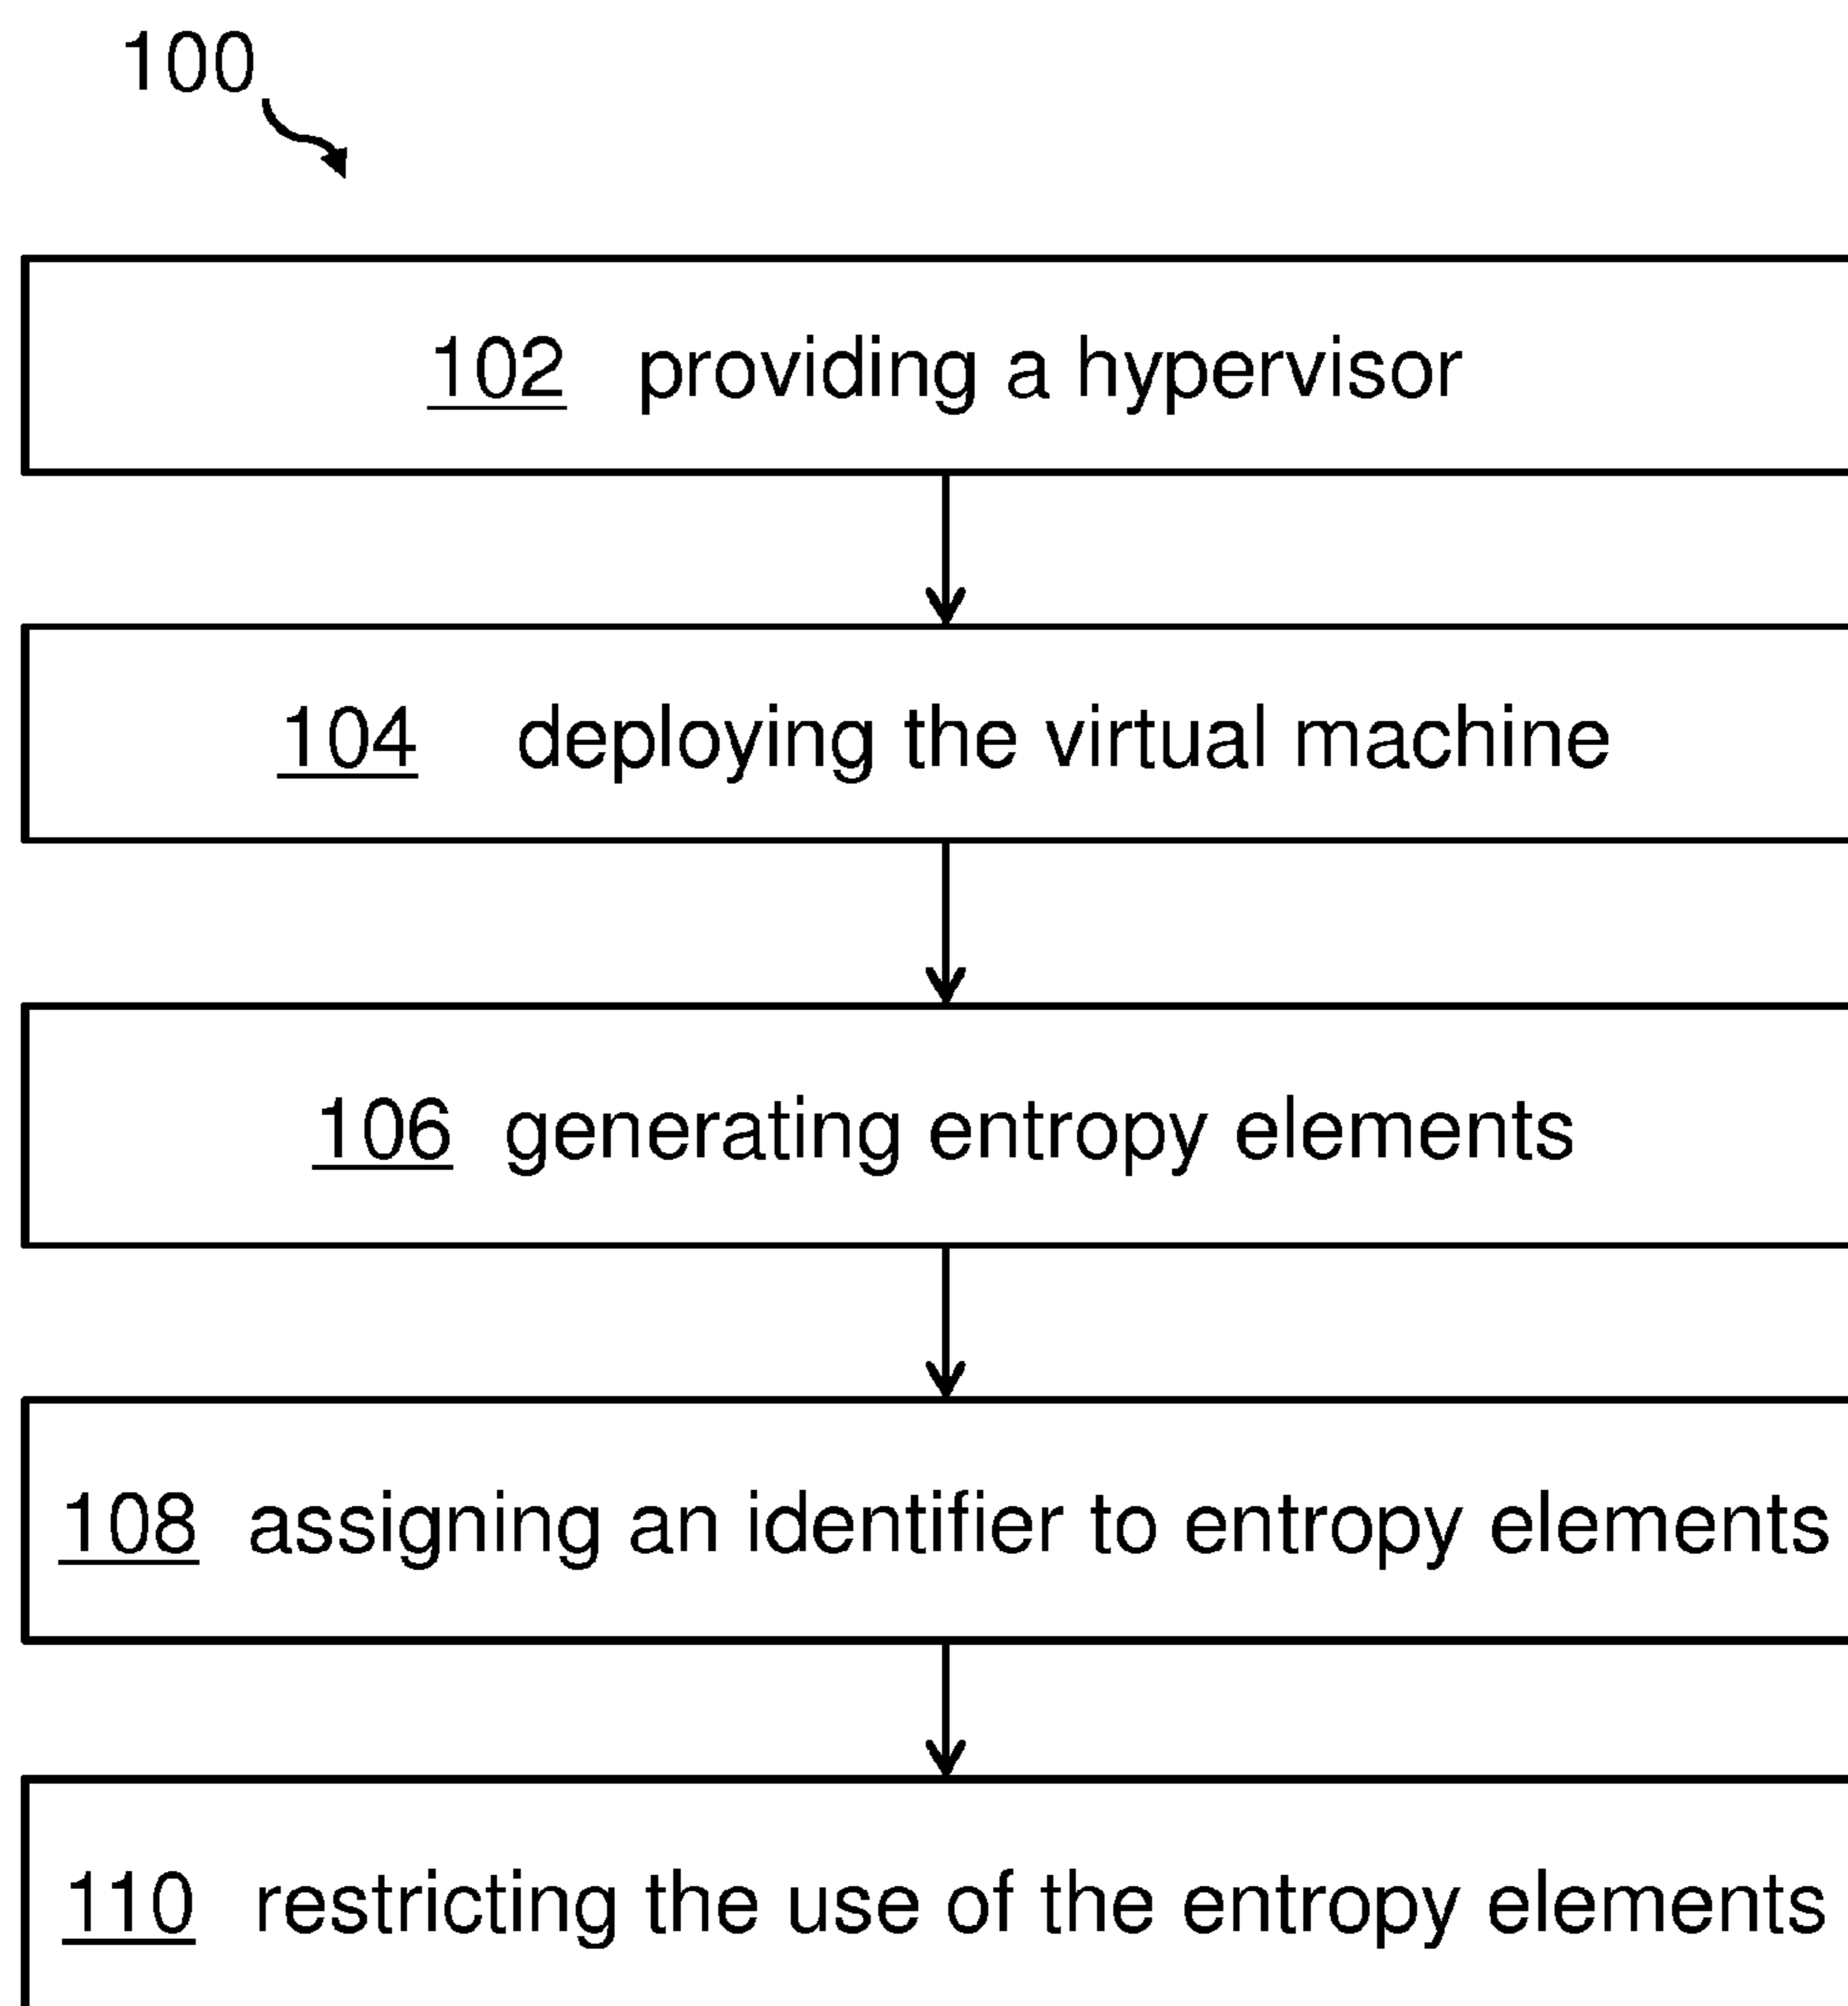 100
102 providing a hypervisor
104 deploying the virtual machine
106 generating entropy elements
108 assigning an identifier to entropy elements
110 restricting the use of the entropy elements